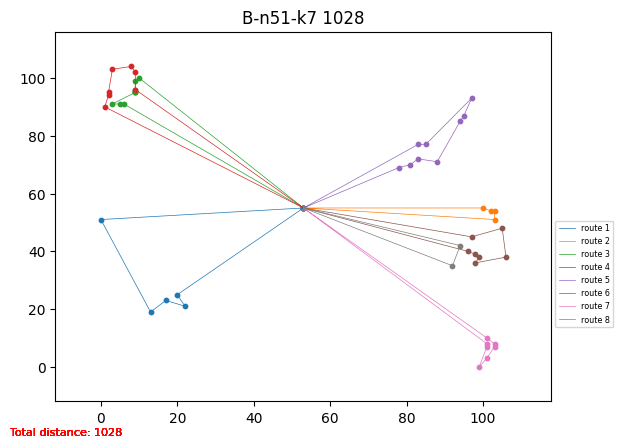 B-n51-k7 1028
100
80
60
40
20
0
0 20 40 60 80 100
route 1
route 2
route 3
route 4
route 5
route 6
route 7
route 8
Total distance: 1028